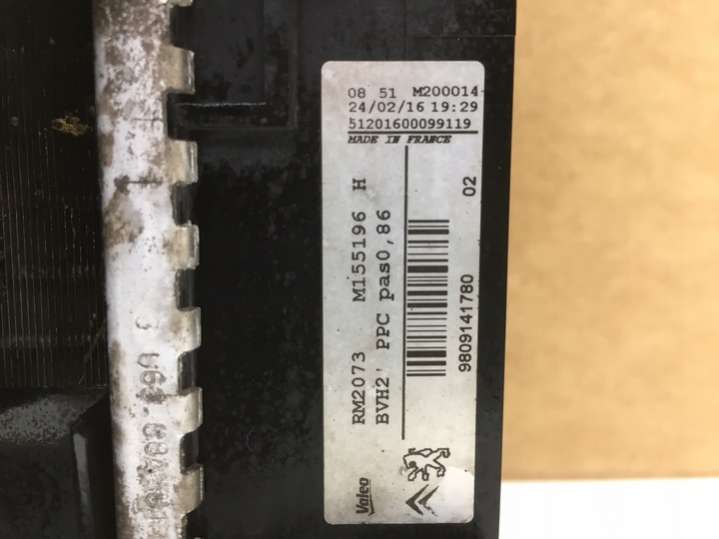 08 51 M200014
24/02/16 19:29
51201600099119
MADE IN FRANCE
RM2073 M155196 H
BVH2' PPC pas0,86
02
9809141780
Valeo